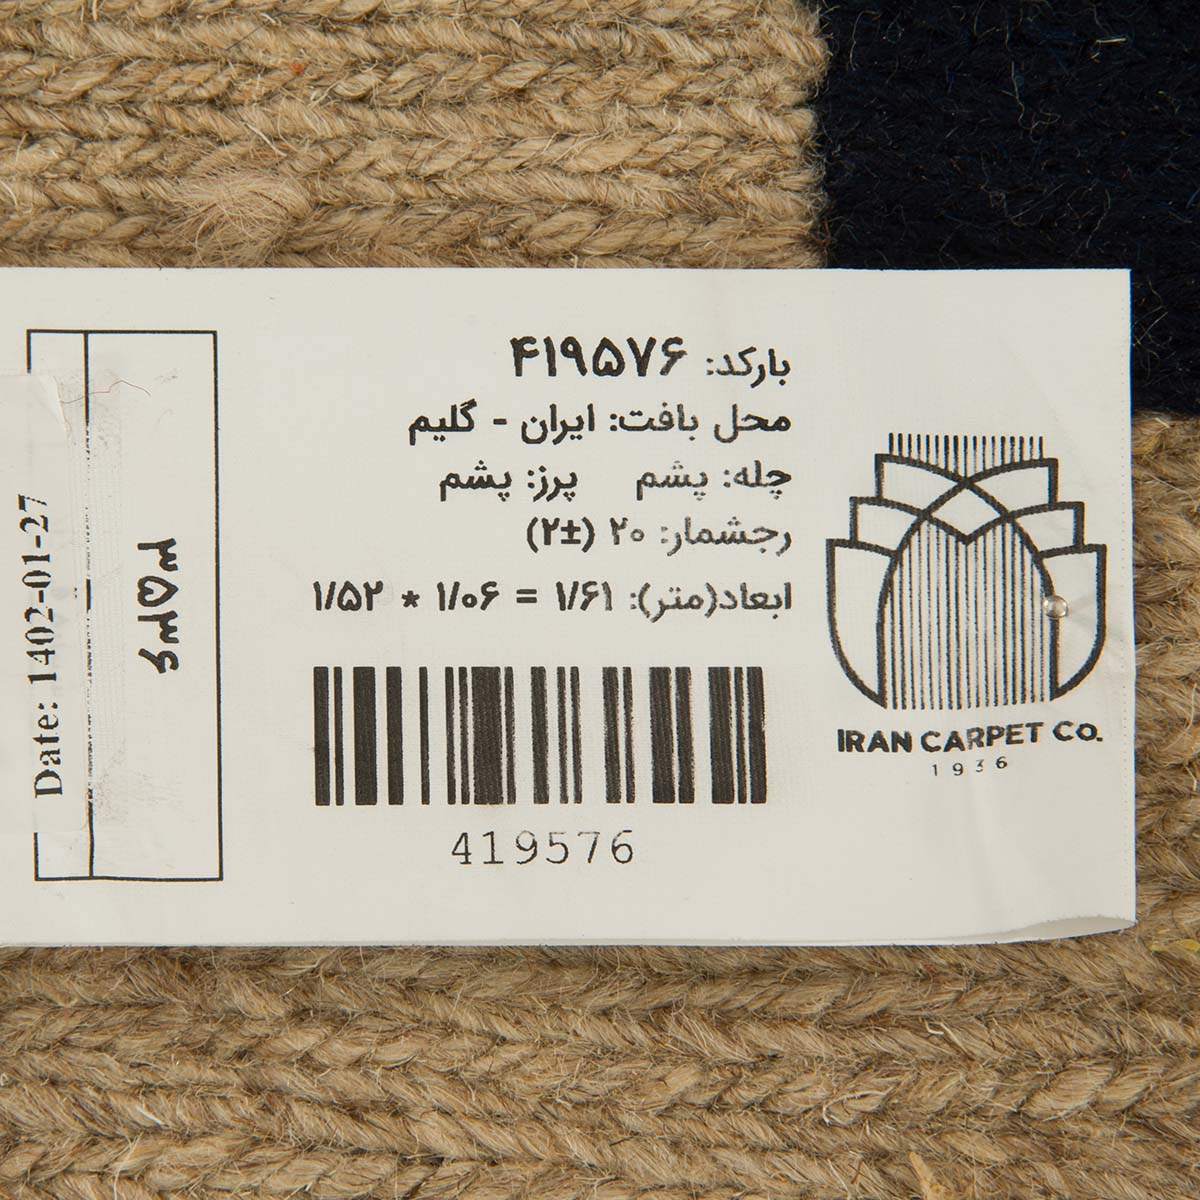 بارکد: ۴۱۹۵۷۶
محل بافت: ایران - گلیم
چله: پشم پرز: پشم
رجشمار: ۲۰ (±۲)
ابعاد(متر): ۱/۶۱ = ۱/۰۶ * ۱/۵۲
419576
IRAN CARPET CO.
1936
Date: 1402-01-27